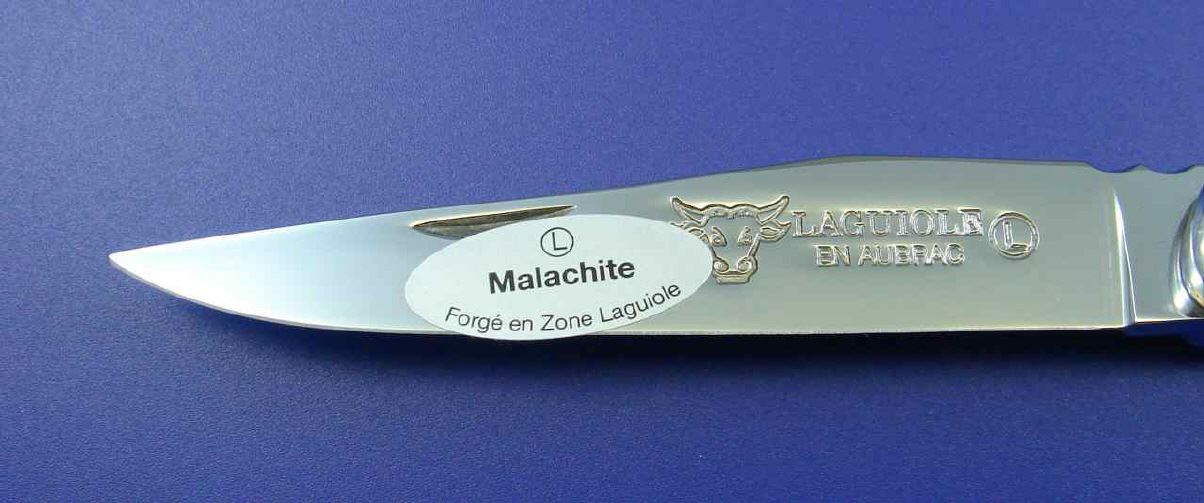 Ⓛ
Malachite
Forgé en Zone Laguiole
LAGUIOLE Ⓛ
EN AUBRAC